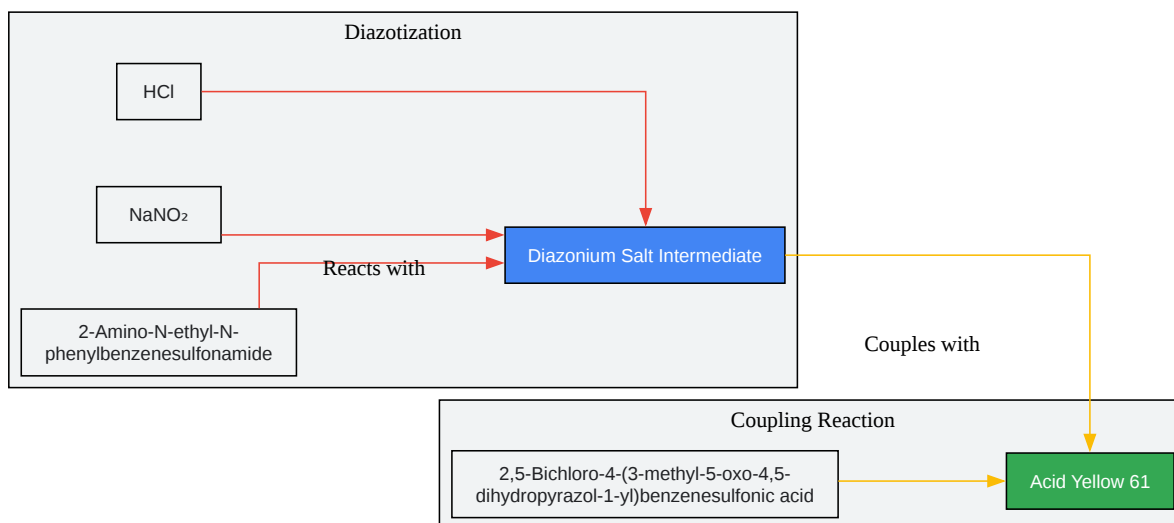 Diazotization
HCl
NaNO₂
Diazonium Salt Intermediate
Reacts with
2-Amino-N-ethyl-N-
phenylbenzenesulfonamide
Couples with
Coupling Reaction
2,5-Bichloro-4-(3-methyl-5-oxo-4,5-
dihydropyrazol-1-yl)benzenesulfonic acid
Acid Yellow 61